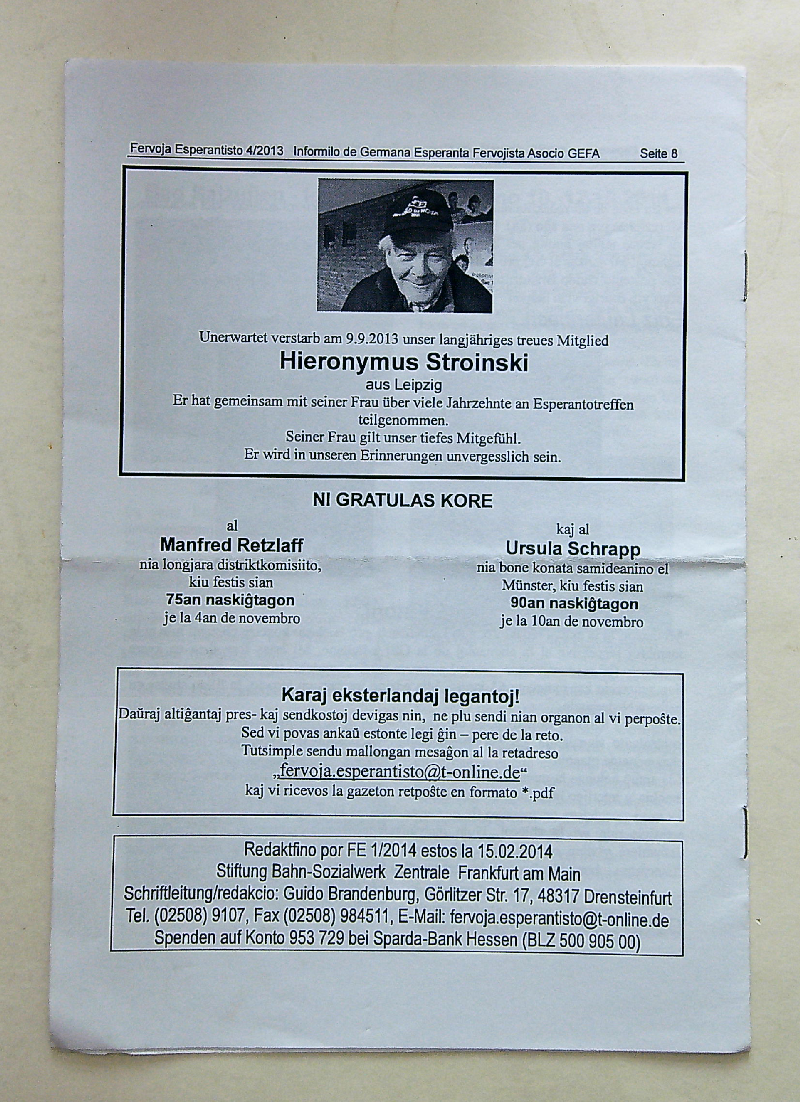 Fervoja Esperantisto 4/2013 Informilo de Germana Esperanta Fervojista Asocio GEFA Seite 8
Unerwartet verstarb am 9.9.2013 unser langjähriges treues Mitglied
Hieronymus Stroinski
aus Leipzig
Er hat gemeinsam mit seiner Frau über viele Jahrzehnte an Esperantotreffen
teilgenommen.
Seiner Frau gilt unser tiefes Mitgefühl.
Er wird in unseren Erinnerungen unvergesslich sein.
NI GRATULAS KORE
al
Manfred Retzlaff
nia longjara distriktkomisiito,
kiu festis sian
75an naskiĝtagon
je la 4an de novembro
kaj al
Ursula Schrapp
nia bone konata samideanino el
Münster, kiu festis sian
90an naskiĝtagon
je la 10an de novembro
Karaj eksterlandaj legantoj!
Daŭraj altiĝantaj pres- kaj sendkostoj devigas nin, ne plu sendi nian organon al vi perpoŝte.
Sed vi povas ankaŭ estonte legi ĝin – pere de la reto.
Tutsimple sendu mallongan mesaĝon al la retadreso
„fervoja.esperantisto@t-online.de“
kaj vi ricevos la gazeton retpoŝte en formato *.pdf
Redaktfino por FE 1/2014 estos la 15.02.2014
Stiftung Bahn-Sozialwerk Zentrale Frankfurt am Main
Schriftleitung/redakcio: Guido Brandenburg, Görlitzer Str. 17, 48317 Drensteinfurt
Tel. (02508) 9107, Fax (02508) 984511, E-Mail: fervoja.esperantisto@t-online.de
Spenden auf Konto 953 729 bei Sparda-Bank Hessen (BLZ 500 905 00)